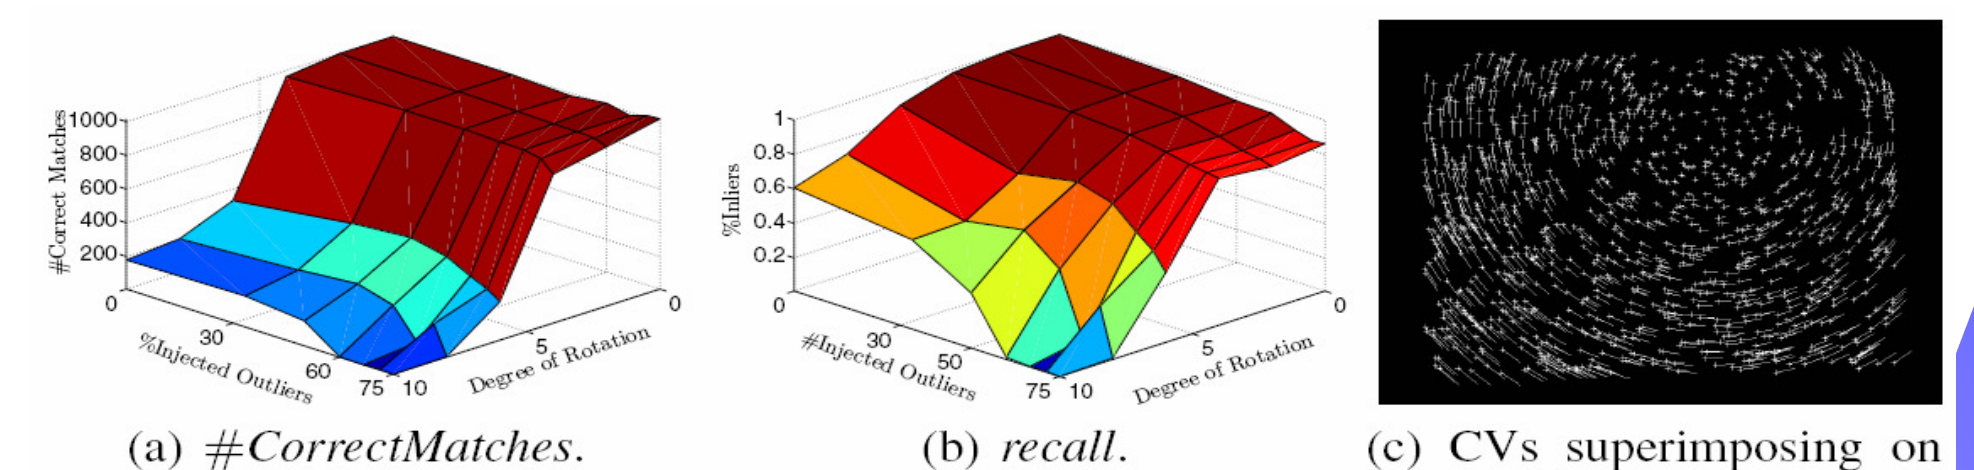 #Correct Matches
1000
800
600
400
200
0
30
60
75
%Injected Outliers
10
5
0
Degree of Rotation
(a) #CorrectMatches.
%Inliers
1
0.8
0.6
0.4
0.2
0
30
50
75
#Injected Outliers
10
5
0
Degree of Rotation
(b) recall.
(c) CVs superimposing on